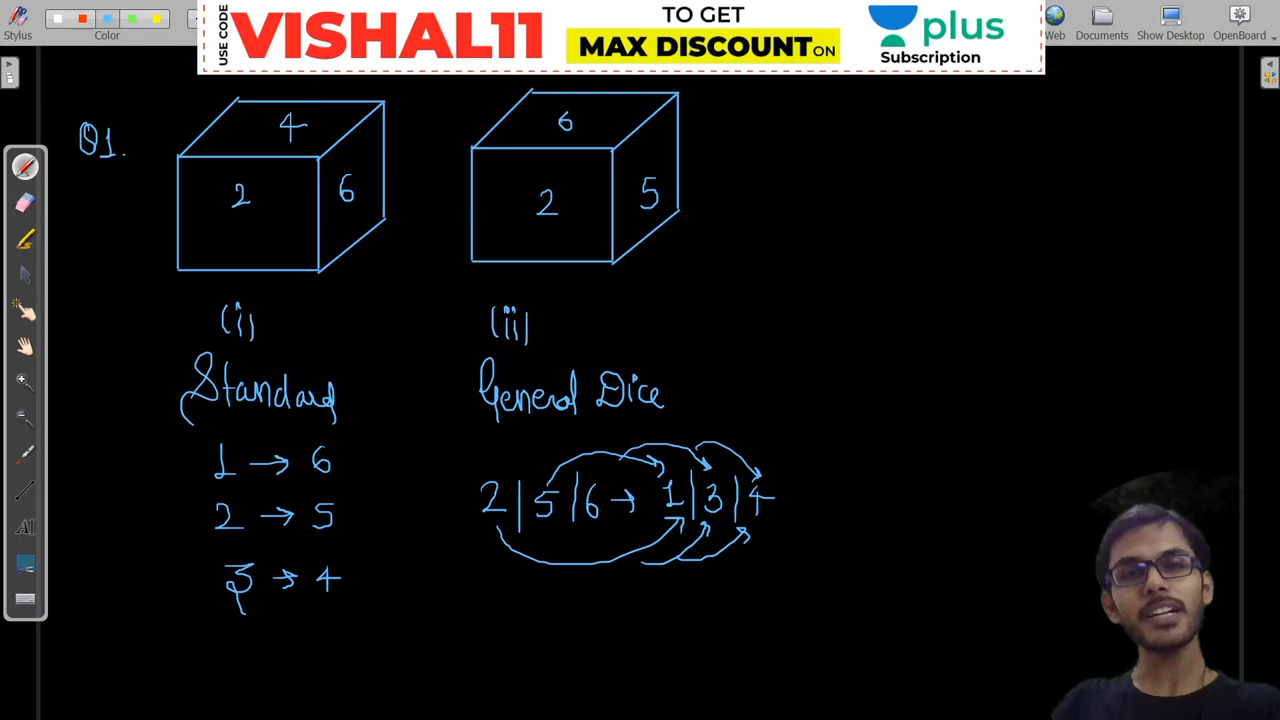 Stylus
Color
USE CODE
VISHAL11
TO GET
MAX DISCOUNT ON
plus
Subscription
Web
Documents
Show Desktop
OpenBoard
Q1.
4
2
6
6
2
5
(i)
(ii)
Standard
General Dice
1 → 6
2 → 5
3 → 4
2 | 5 | 6 → 1 | 3 | 4